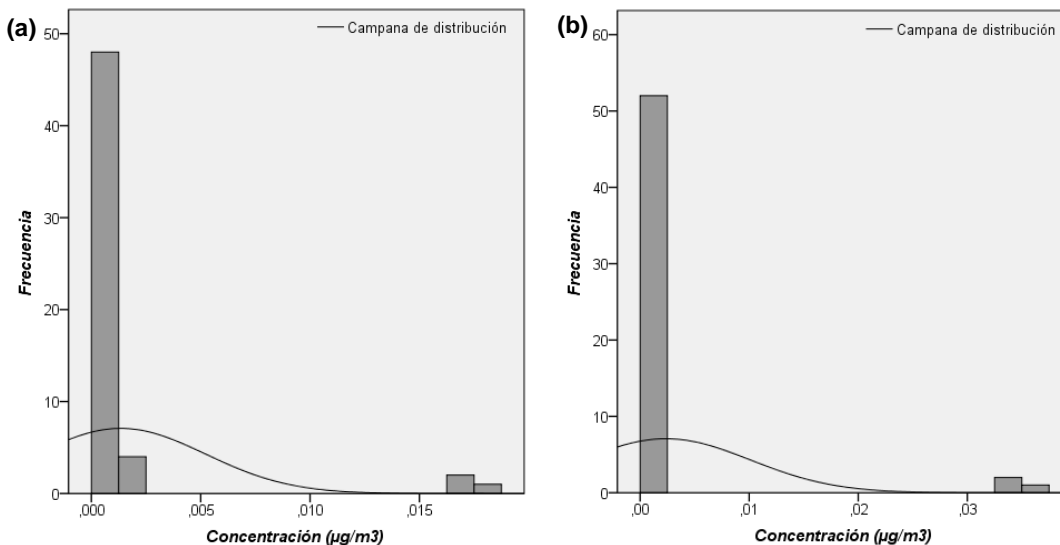 (a)
Campana de distribución
50
40
30
20
10
0
Frecuencia
,000
,005
,010
,015
Concentración (µg/m3)
(b)
Campana de distribución
60
50
40
30
20
10
0
Frecuencia
,00
,01
,02
,03
Concentración (µg/m3)